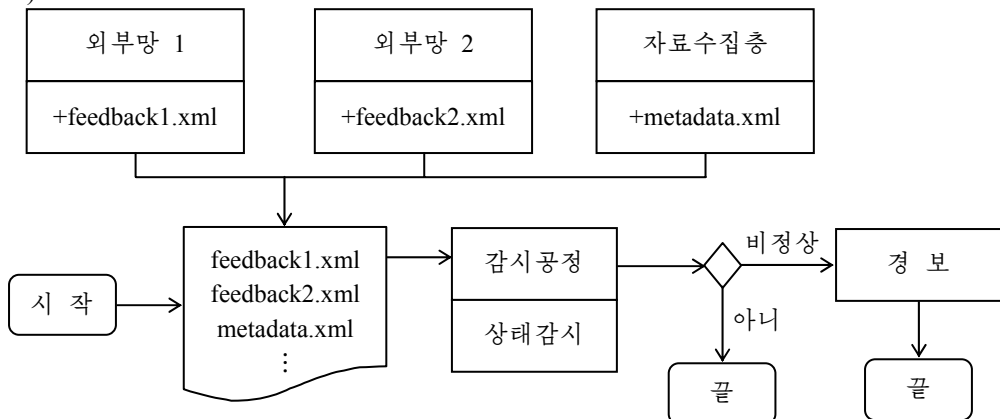 외부망 1
외부망 2
자료수집층
+feedback1.xml
+feedback2.xml
+metadata.xml
시 작
feedback1.xml
feedback2.xml
metadata.xml
⋮
감시공정
상태감시
비정상
아니
경 보
끝
끝